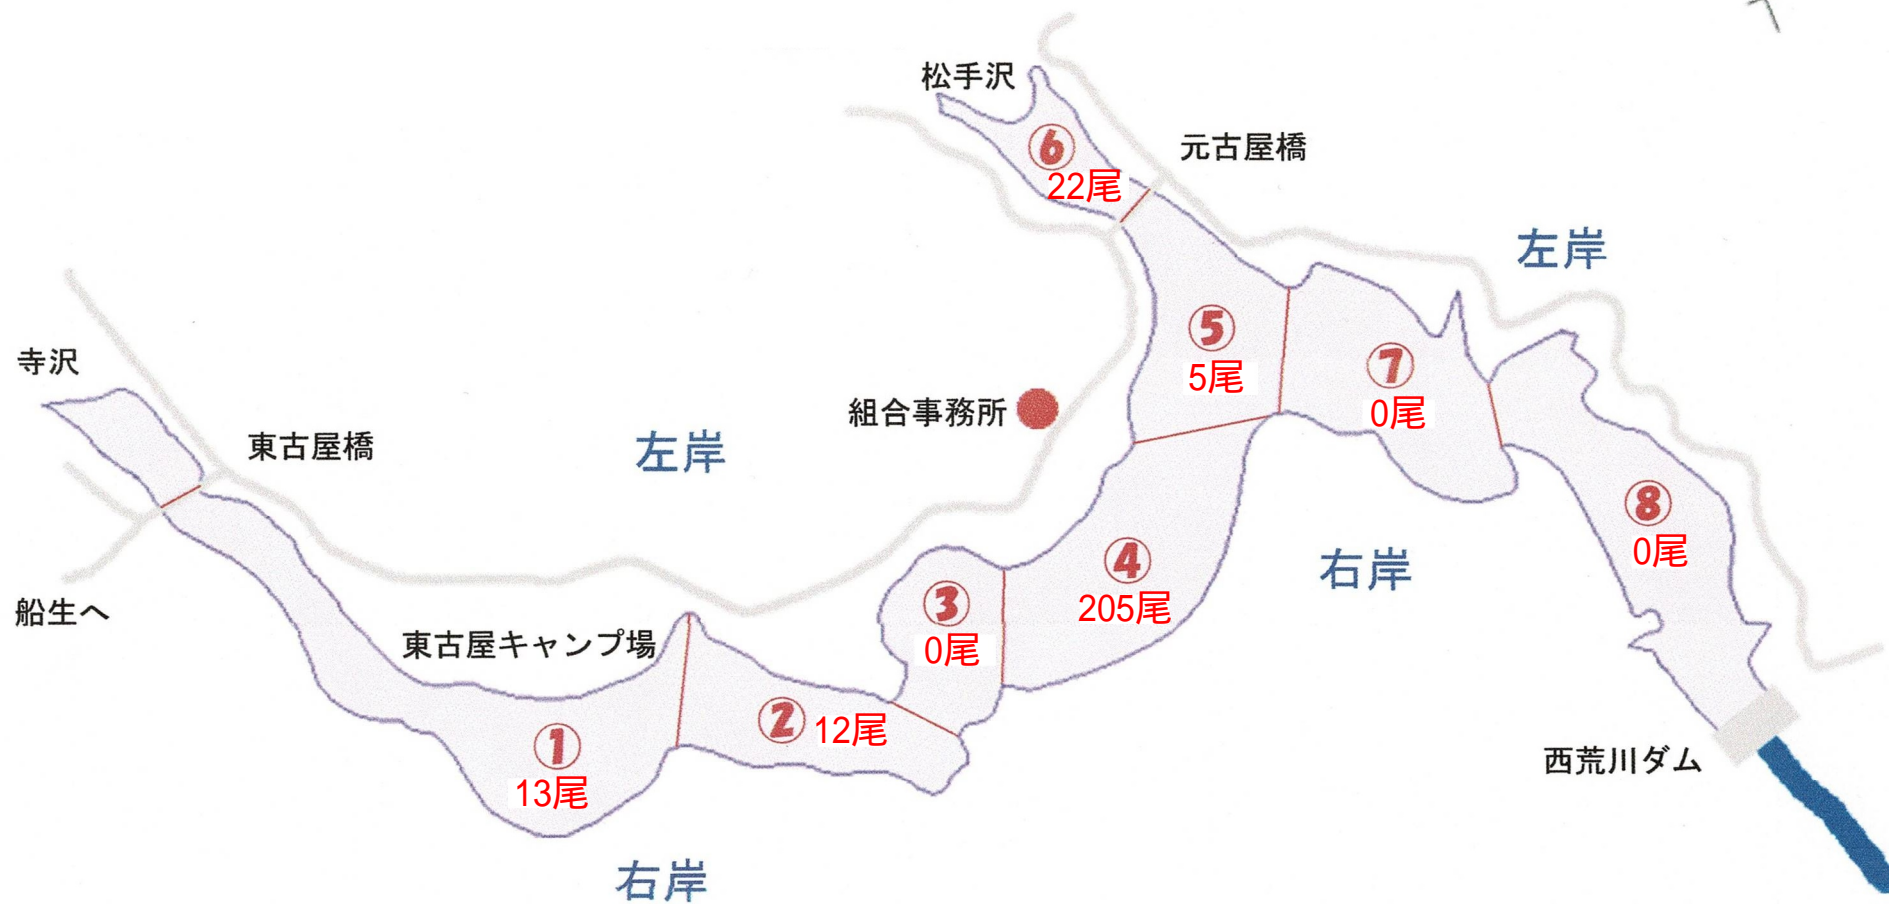 松手沢
元古屋橋
⑥
22尾
左岸
寺沢
⑤
5尾
⑦
0尾
組合事務所
東古屋橋
左岸
⑧
0尾
④
205尾
右岸
③
0尾
船生へ
東古屋キャンプ場
②
12尾
①
13尾
西荒川ダム
右岸